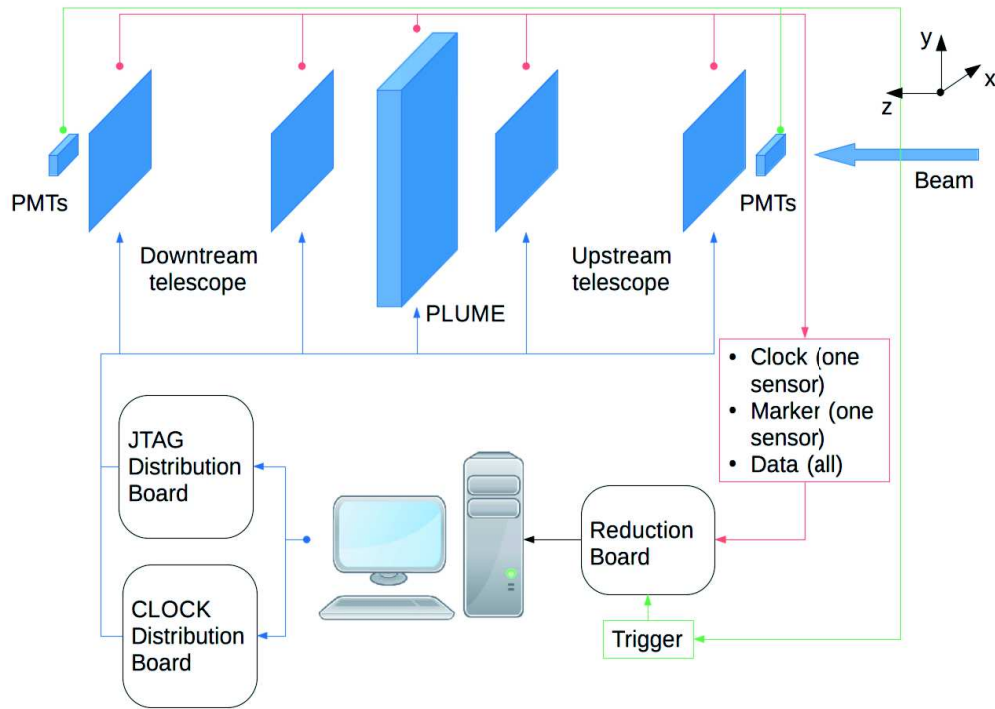 y
x
z
PMTs
PMTs
Beam
Downtream
telescope
Upstream
telescope
PLUME
• Clock (one
sensor)
• Marker (one
sensor)
• Data (all)
JTAG
Distribution
Board
Reduction
Board
CLOCK
Distribution
Board
Trigger